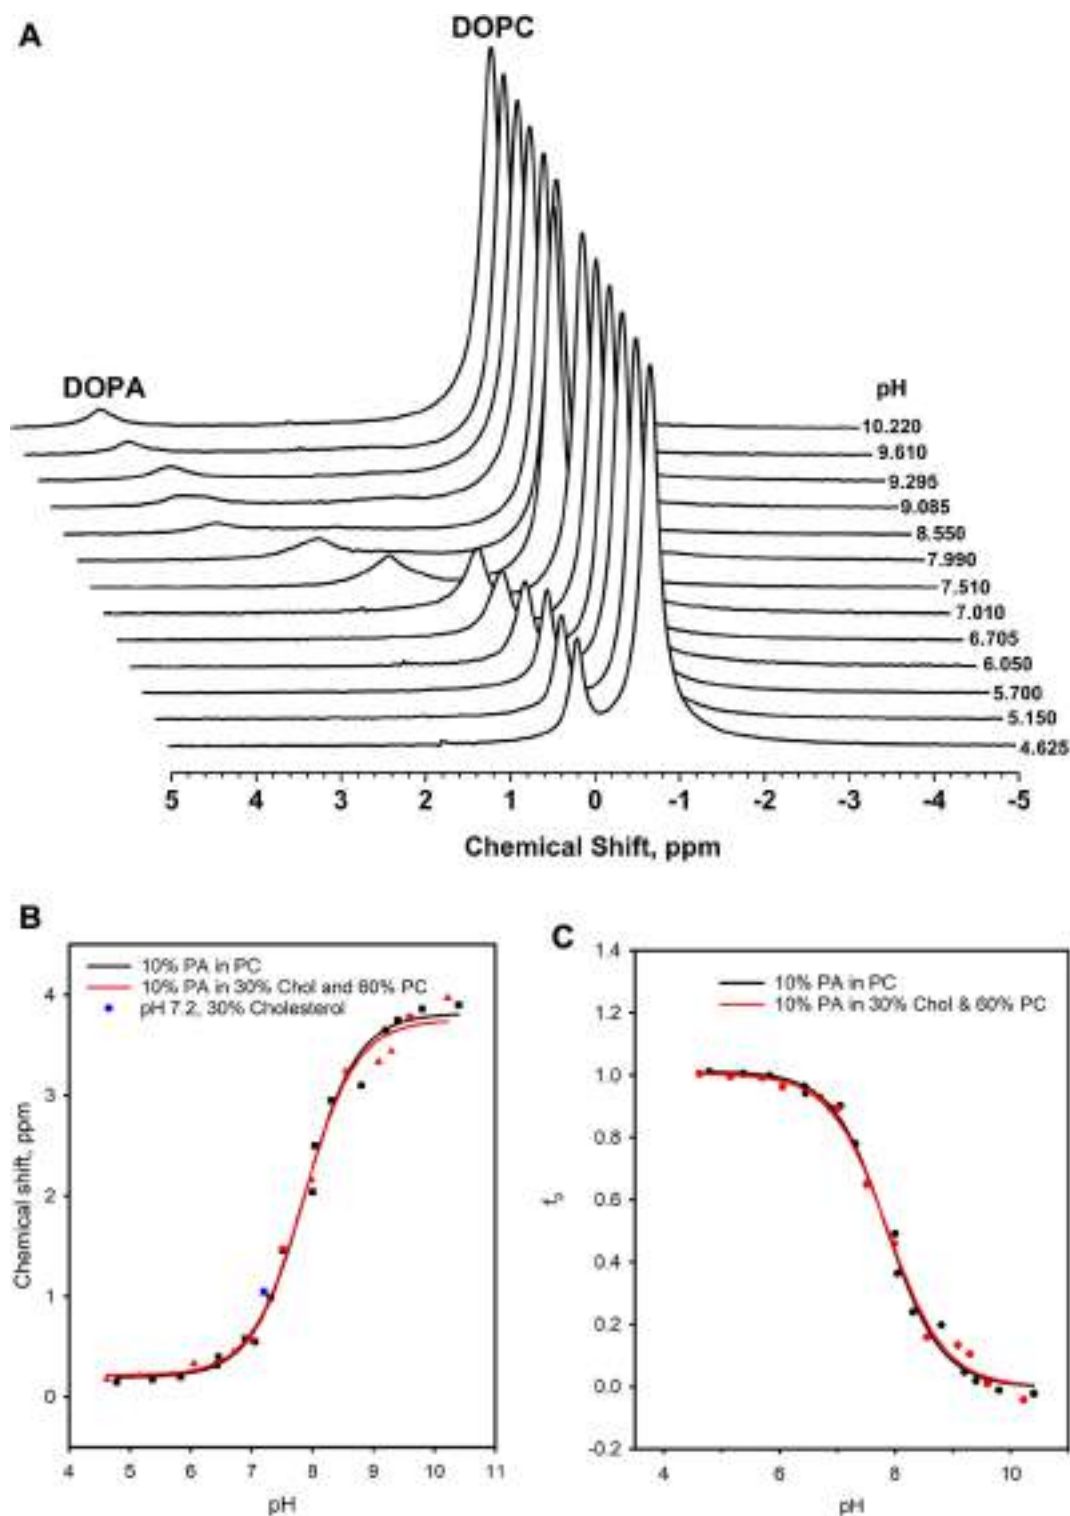 A
DOPC
DOPA
pH
10.220
9.610
9.295
9.085
8.550
7.990
7.510
7.010
6.705
6.050
5.700
5.150
4.625
5 4 3 2 1 0 -1 -2 -3 -4 -5
Chemical Shift, ppm
B
10% PA in PC
10% PA in 30% Chol and 60% PC
pH 7.2, 30% Cholesterol
4
3
2
1
0
Chemical shift, ppm
4 5 6 7 8 9 10 11
pH
C
10% PA in PC
10% PA in 30% Chol & 60% PC
1.4
1.2
1.0
0.8
0.6
0.4
0.2
0.0
-0.2
4 6 8 10
pH